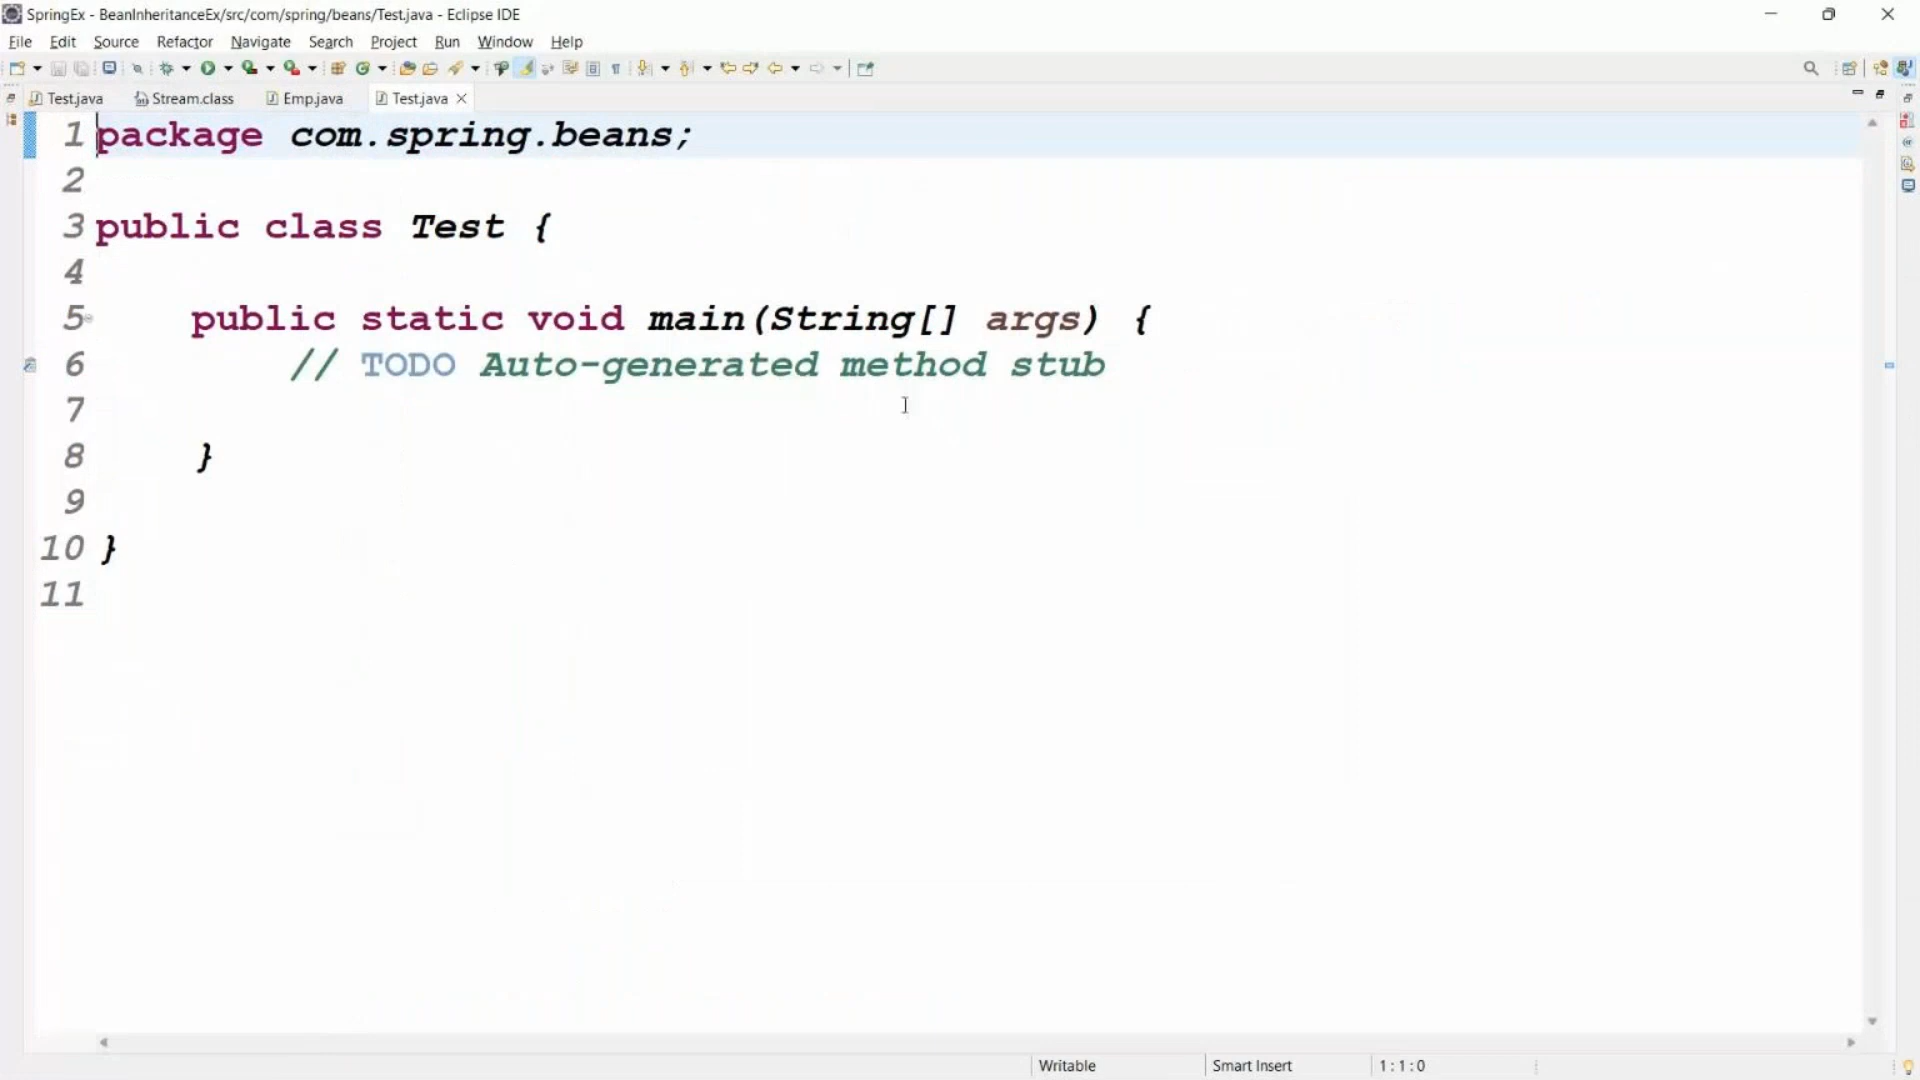 SpringEx - BeanInheritanceEx/src/com/spring/beans/Test.java - Eclipse IDE
File Edit Source Refactor Navigate Search Project Run Window Help
Test.java Stream.class Emp.java Test.java
1 package com.spring.beans;
2
3 public class Test {
4
5 public static void main(String[] args) {
6 // TODO Auto-generated method stub
7
8 }
9
10 }
11
Writable Smart Insert 1 : 1 : 0